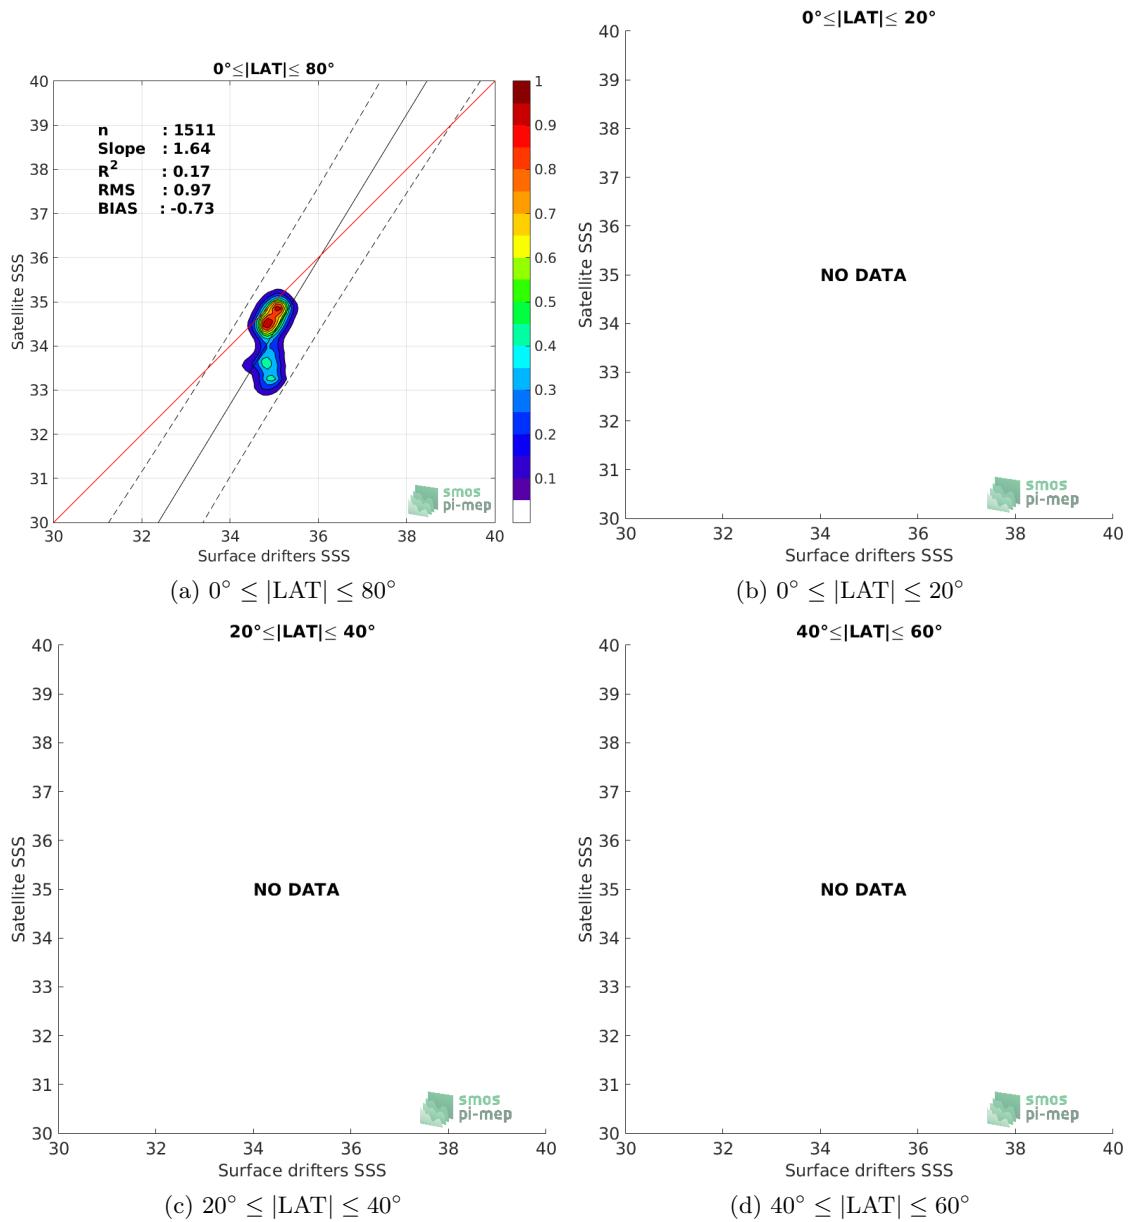 0°≤|LAT|≤ 80°
n : 1511
Slope : 1.64
R² : 0.17
RMS : 0.97
BIAS : -0.73
40
39
38
37
36
35
34
33
32
31
30
Satellite SSS
30 32 34 36 38 40
Surface drifters SSS
1
0.9
0.8
0.7
0.6
0.5
0.4
0.3
0.2
0.1
smos
pi-mep
(a) 0° ≤ |LAT| ≤ 80°
0°≤|LAT|≤ 20°
40
39
38
37
36
35
34
33
32
31
30
Satellite SSS
NO DATA
smos
pi-mep
30 32 34 36 38 40
Surface drifters SSS
(b) 0° ≤ |LAT| ≤ 20°
20°≤|LAT|≤ 40°
40
39
38
37
36
35
34
33
32
31
30
Satellite SSS
NO DATA
smos
pi-mep
30 32 34 36 38 40
Surface drifters SSS
(c) 20° ≤ |LAT| ≤ 40°
40°≤|LAT|≤ 60°
40
39
38
37
36
35
34
33
32
31
30
Satellite SSS
NO DATA
smos
pi-mep
30 32 34 36 38 40
Surface drifters SSS
(d) 40° ≤ |LAT| ≤ 60°